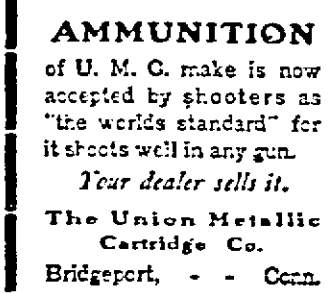 AMMUNITION
of U. M. C. make is now
accepted by shooters as
"the worlds standard" for
it shoots well in any gun.
Your dealer sells it.
The Union Metallic
Cartridge Co.
Bridgeport, - - Conn.